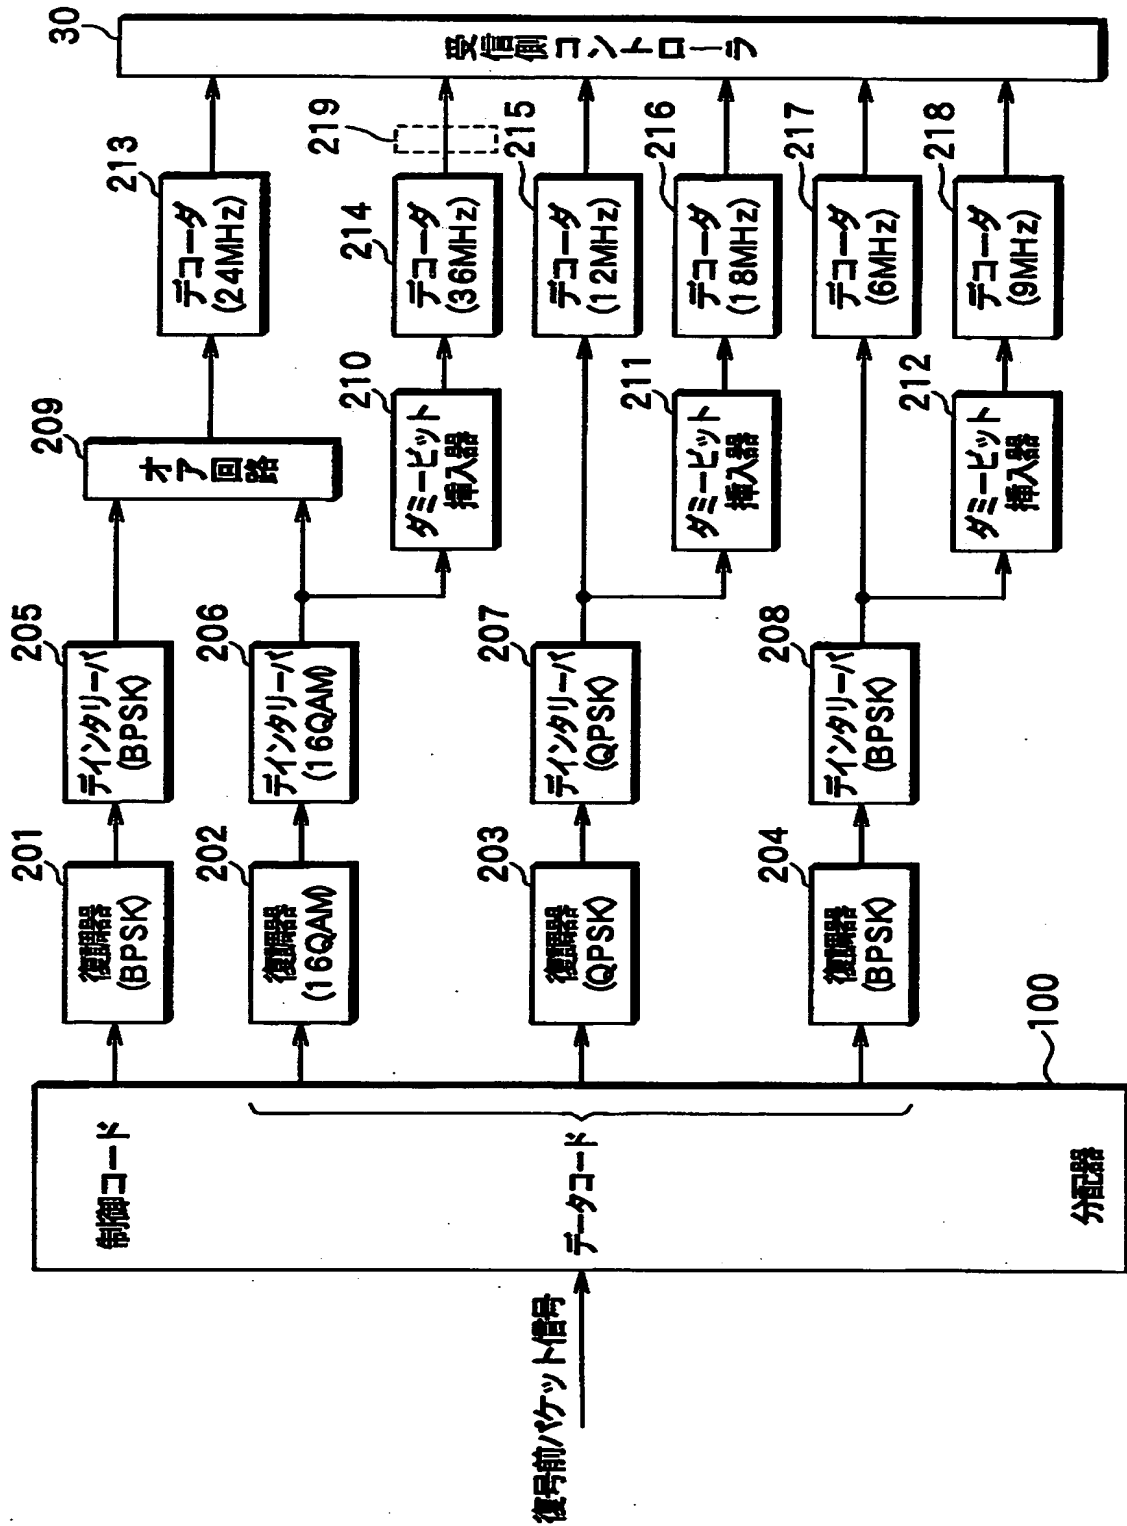 復号前パケット信号
制御コード
データコード
分配器
100
201
復調器
(BPSK)
202
復調器
(16QAM)
203
復調器
(QPSK)
204
復調器
(BPSK)
205
デインタリーバ
(BPSK)
206
デインタリーバ
(16QAM)
207
デインタリーバ
(QPSK)
208
デインタリーバ
(BPSK)
209
オア回路
210
ダミービット
挿入器
211
ダミービット
挿入器
212
ダミービット
挿入器
213
デコーダ
(24MHz)
214
デコーダ
(36MHz)
215
デコーダ
(12MHz)
216
デコーダ
(18MHz)
217
デコーダ
(6MHz)
218
デコーダ
(9MHz)
219
30
受信側コントローラ